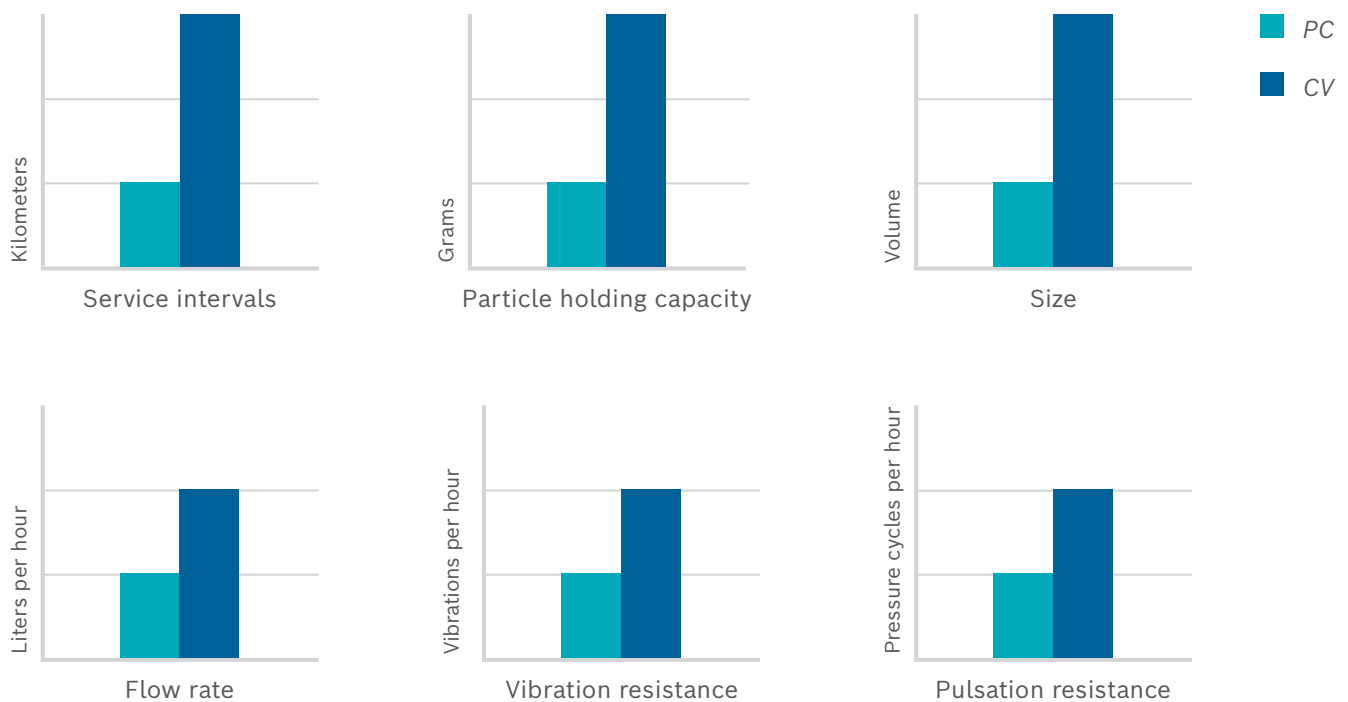 PC
CV
Kilometers
Service intervals
Grams
Particle holding capacity
Volume
Size
Liters per hour
Flow rate
Vibrations per hour
Vibration resistance
Pressure cycles per hour
Pulsation resistance